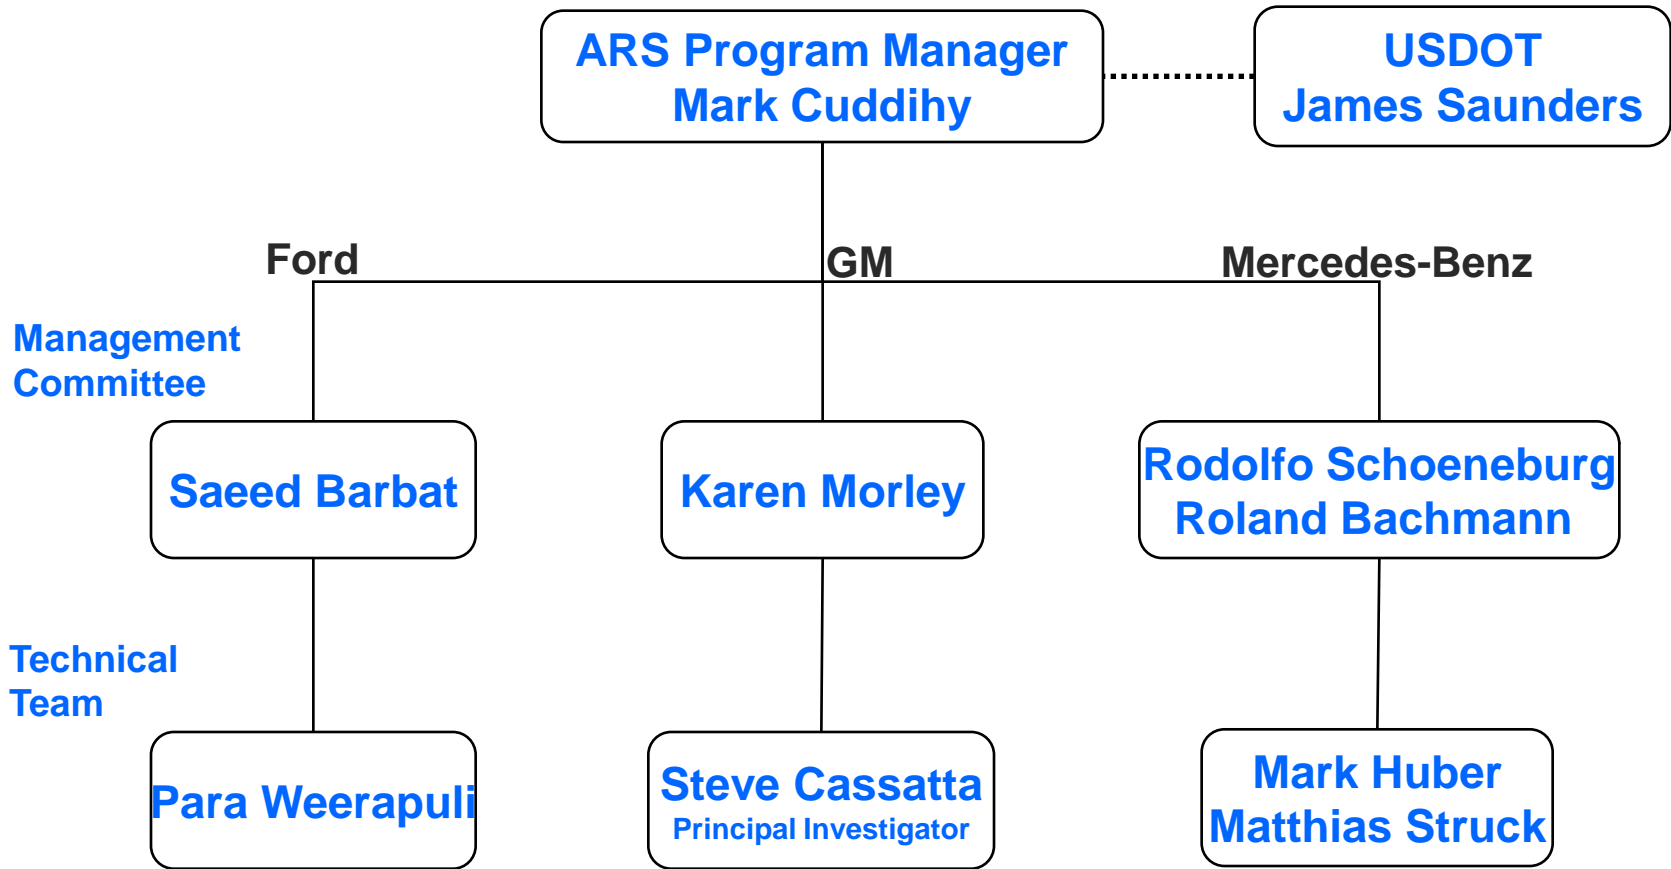 ARS Program Manager
Mark Cuddihy
USDOT
James Saunders
Ford
GM
Mercedes-Benz
Management
Committee
Saeed Barbat
Karen Morley
Rodolfo Schoeneburg
Roland Bachmann
Technical
Team
Para Weerapuli
Steve Cassatta
Principal Investigator
Mark Huber
Matthias Struck